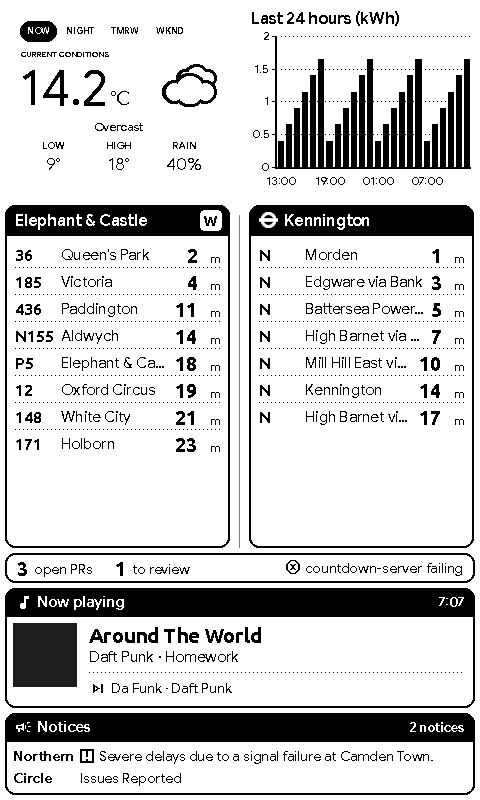 NOW NIGHT TMRW WKND
CURRENT CONDITIONS
14.2°C
Overcast
LOW HIGH RAIN
9° 18° 40%
Last 24 hours (kWh)
2
1.5
1
0.5
0
13:00 19:00 01:00 07:00
Elephant & Castle W
36 Queen's Park 2 m
185 Victoria 4 m
436 Paddington 11 m
N155 Aldwych 14 m
P5 Elephant & Ca... 18 m
12 Oxford Circus 19 m
148 White City 21 m
171 Holborn 23 m
Kennington
N Morden 1 m
N Edgware via Bank 3 m
N Battersea Power... 5 m
N High Barnet via ... 7 m
N Mill Hill East vi... 10 m
N Kennington 14 m
N High Barnet vi... 17 m
3 open PRs 1 to review countdown-server failing
Now playing 7:07
Around The World
Daft Punk · Homework
Da Funk · Daft Punk
Notices 2 notices
Northern Severe delays due to a signal failure at Camden Town.
Circle Issues Reported